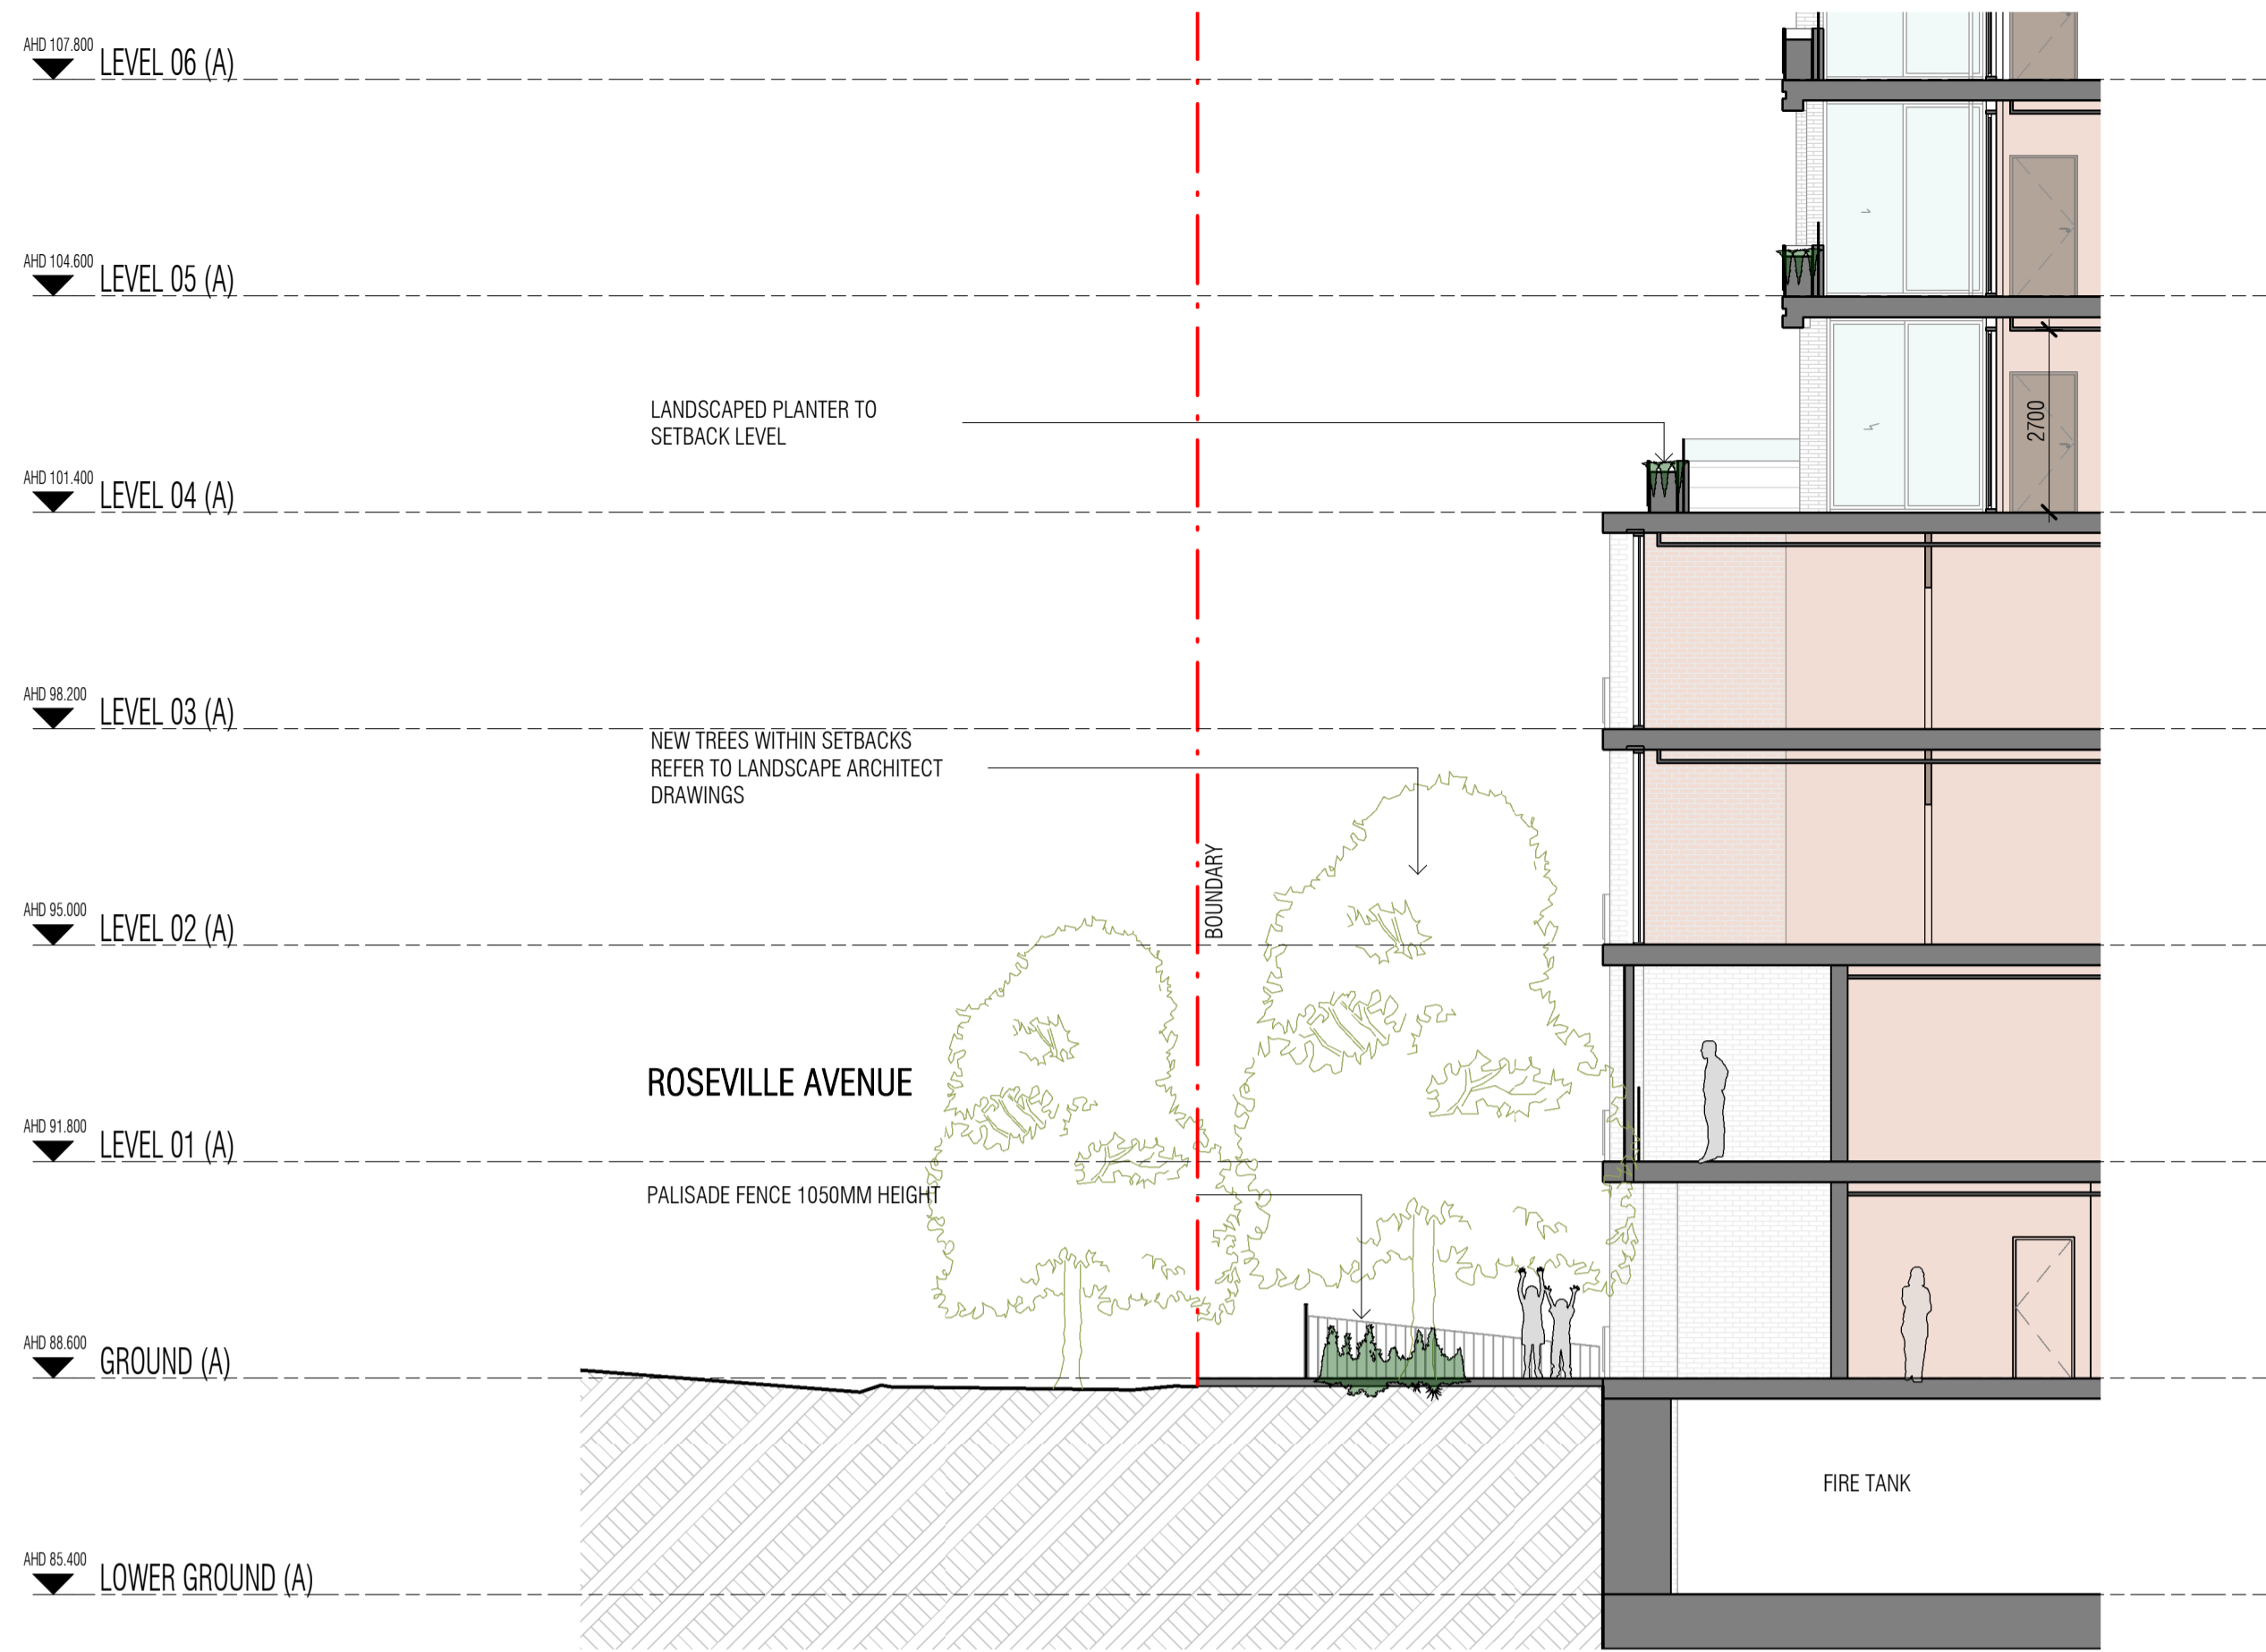 AHD 107.800
LEVEL 06 (A)
AHD 104.600
LEVEL 05 (A)
LANDSCAPED PLANTER TO
SETBACK LEVEL
2700
AHD 101.400
LEVEL 04 (A)
AHD 98.200
LEVEL 03 (A)
NEW TREES WITHIN SETBACKS
REFER TO LANDSCAPE ARCHITECT
DRAWINGS
BOUNDARY
AHD 95.000
LEVEL 02 (A)
ROSEVILLE AVENUE
AHD 91.800
LEVEL 01 (A)
PALISADE FENCE 1050MM HEIGHT
AHD 88.600
GROUND (A)
FIRE TANK
AHD 85.400
LOWER GROUND (A)